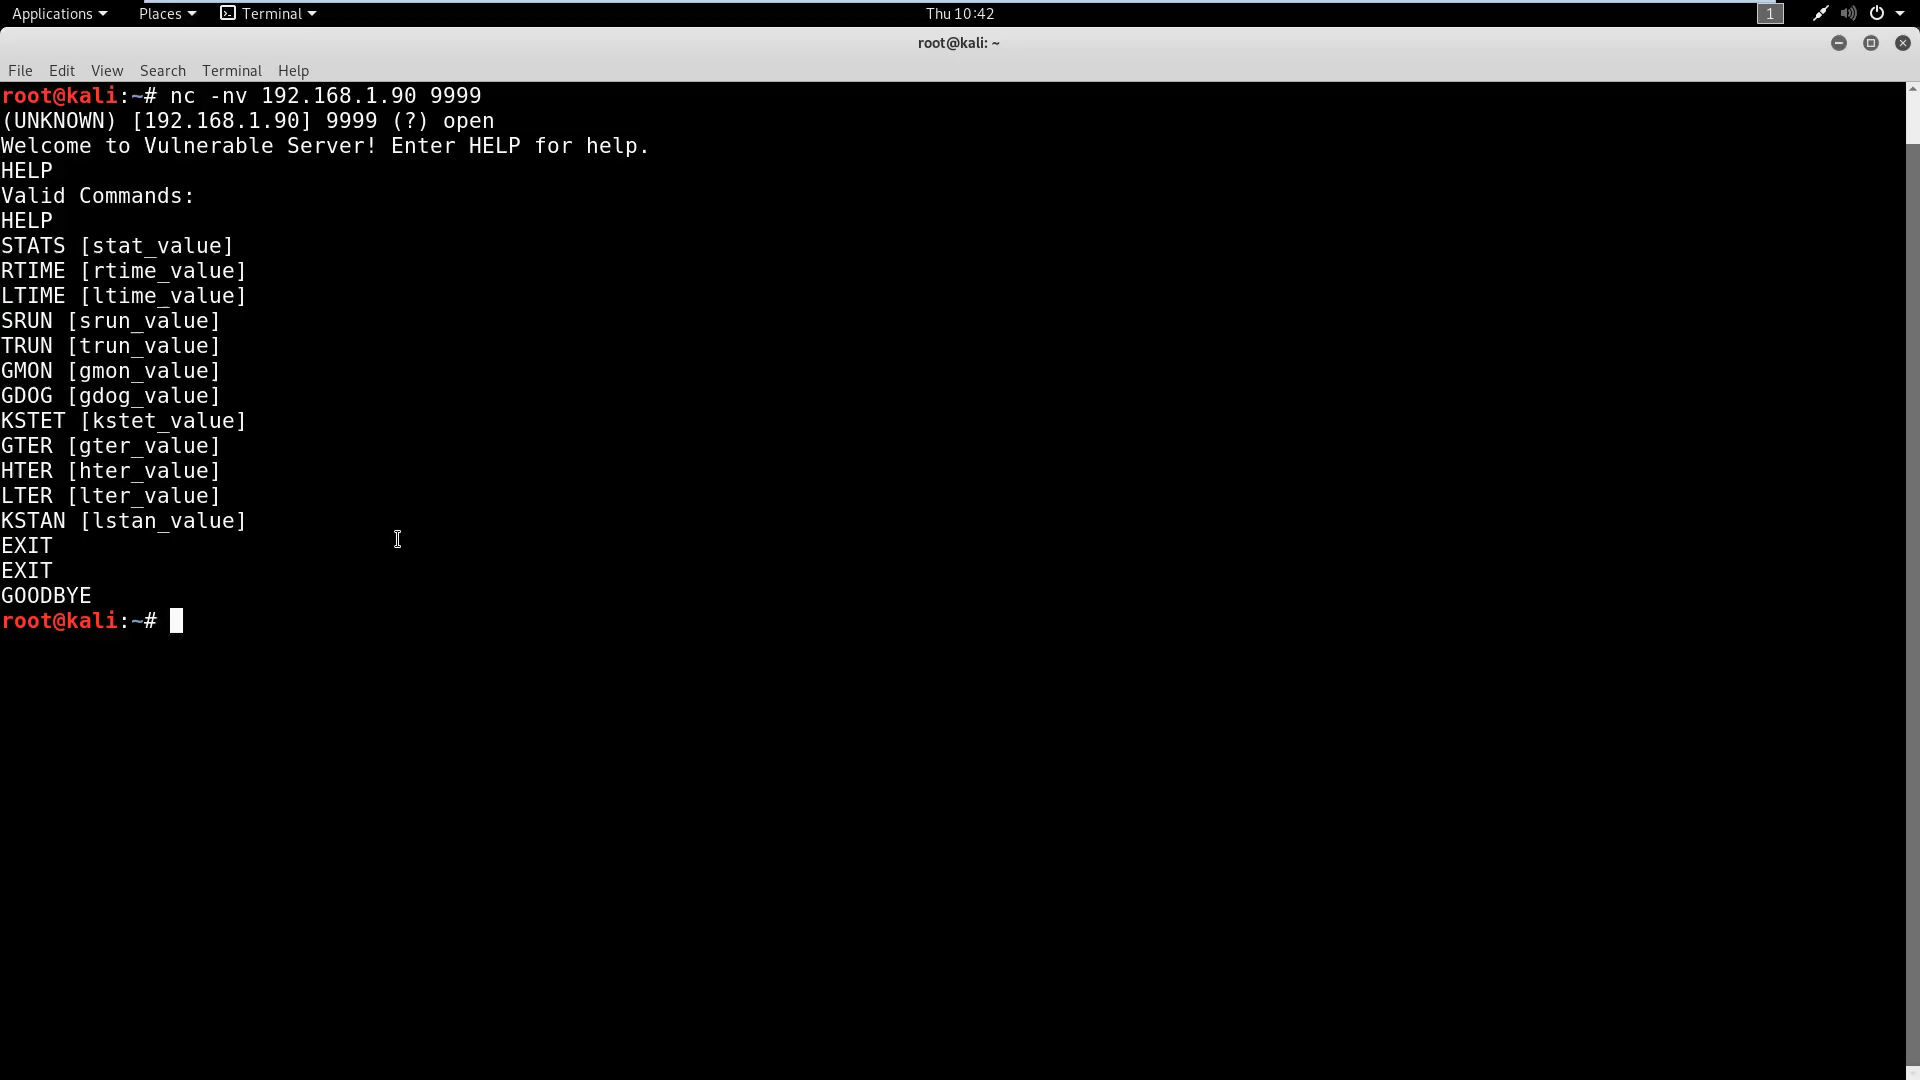 Applications Places Terminal Thu 10:42 1
root@kali: ~
File Edit View Search Terminal Help
root@kali:~# nc -nv 192.168.1.90 9999
(UNKNOWN) [192.168.1.90] 9999 (?) open
Welcome to Vulnerable Server! Enter HELP for help.
HELP
Valid Commands:
HELP
STATS [stat_value]
RTIME [rtime_value]
LTIME [ltime_value]
SRUN [srun_value]
TRUN [trun_value]
GMON [gmon_value]
GDOG [gdog_value]
KSTET [kstet_value]
GTER [gter_value]
HTER [hter_value]
LTER [lter_value]
KSTAN [lstan_value]
EXIT
EXIT
GOODBYE
root@kali:~#